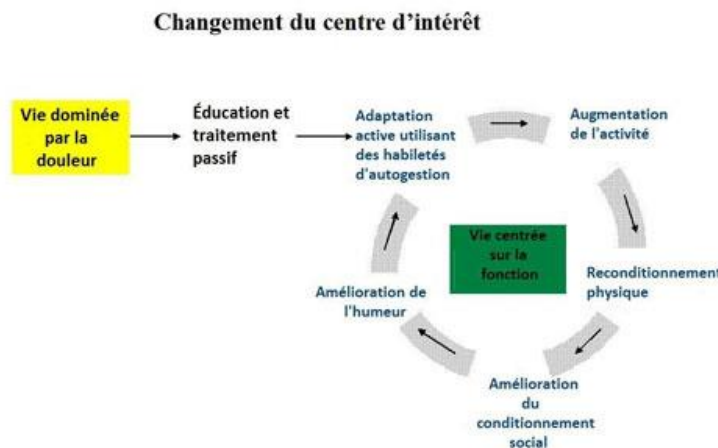 Changement du centre d’intérêt
Vie dominée
par la
douleur
Éducation et
traitement
passif
Adaptation
active utilisant
des habiletés
d'autogestion
Augmentation
de l'activité
Reconditionnement
physique
Amélioration
du
conditionnement
social
Amélioration de
l'humeur
Vie centrée
sur la
fonction